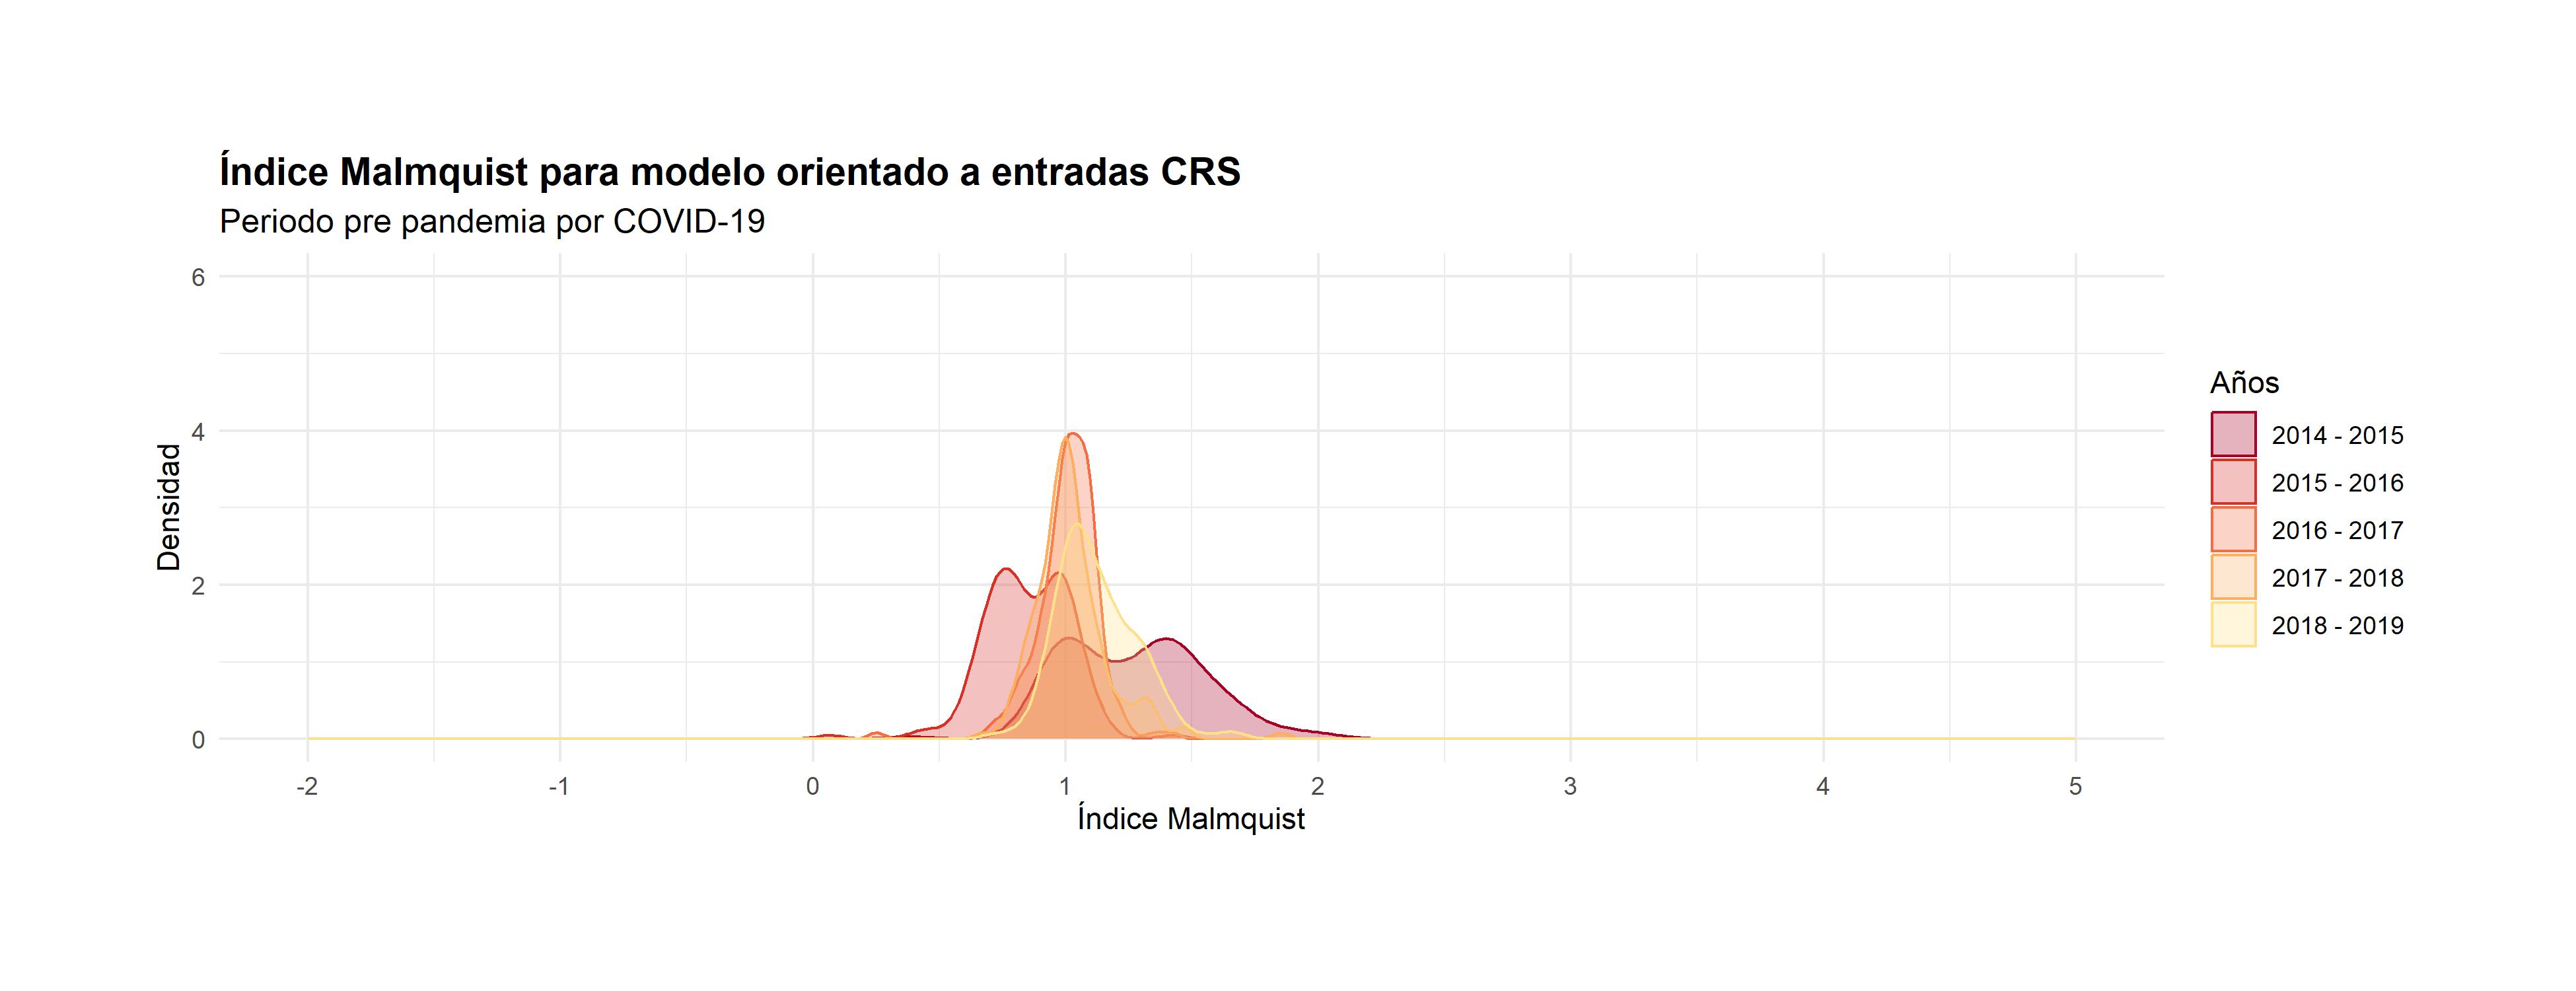 Índice Malmquist para modelo orientado a entradas CRS
Periodo pre pandemia por COVID-19
6
4
2
0
Densidad
-2 -1 0 1 2 3 4 5
Índice Malmquist
Años
2014 - 2015
2015 - 2016
2016 - 2017
2017 - 2018
2018 - 2019